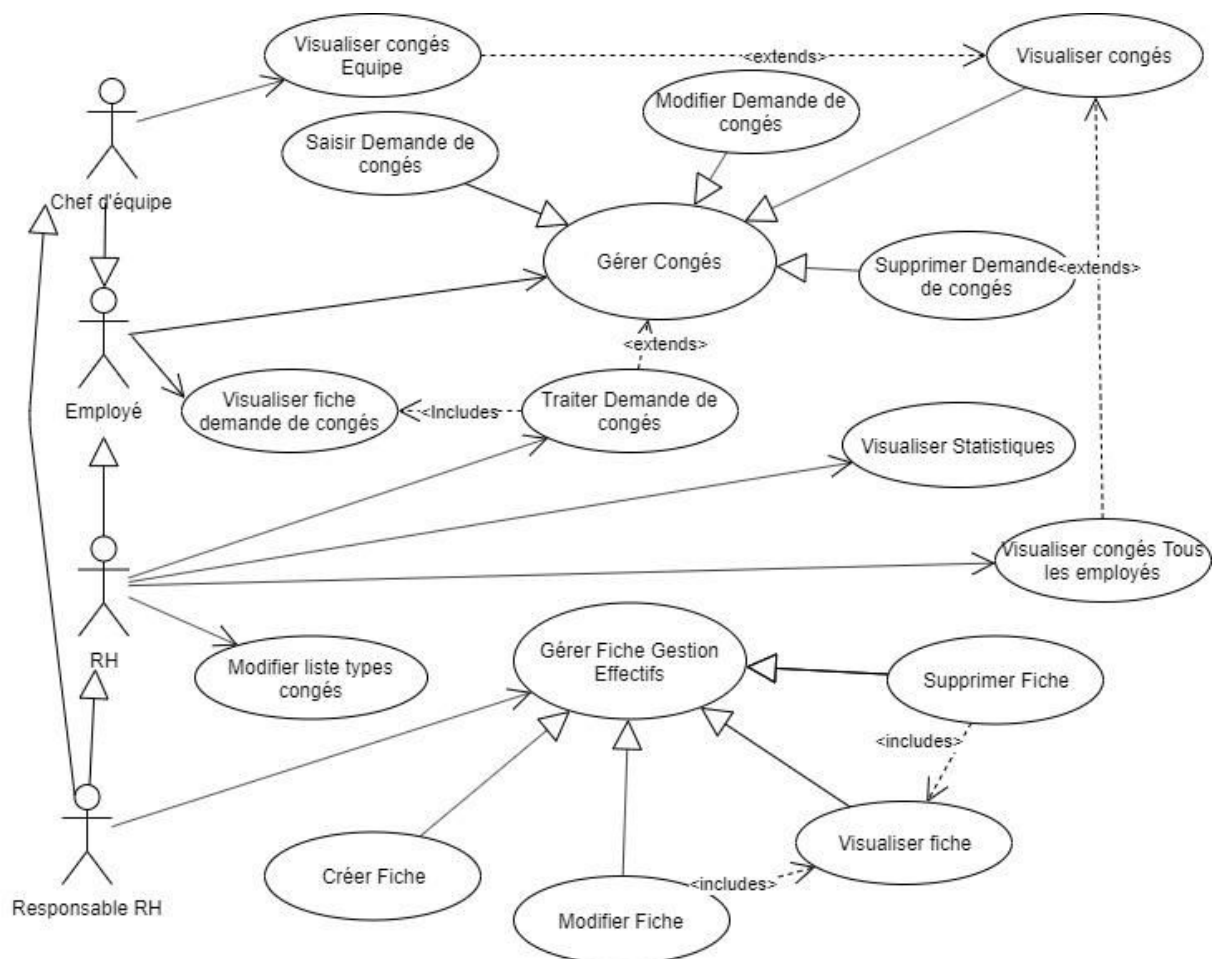 Visualiser congés
Equipe
<extends>
Visualiser congés
Modifier Demande de
congés
Saisir Demande de
congés
Chef d'équipe
Gérer Congés
Supprimer Demande
de congés
<extends>
<extends>
Employé
Visualiser fiche
demande de congés
<Includes
Traiter Demande de
congés
Visualiser Statistiques
Visualiser congés Tous
les employés
RH
Modifier liste types
congés
Gérer Fiche Gestion
Effectifs
Supprimer Fiche
<includes>
Visualiser fiche
Créer Fiche
<includes>
Modifier Fiche
Responsable RH